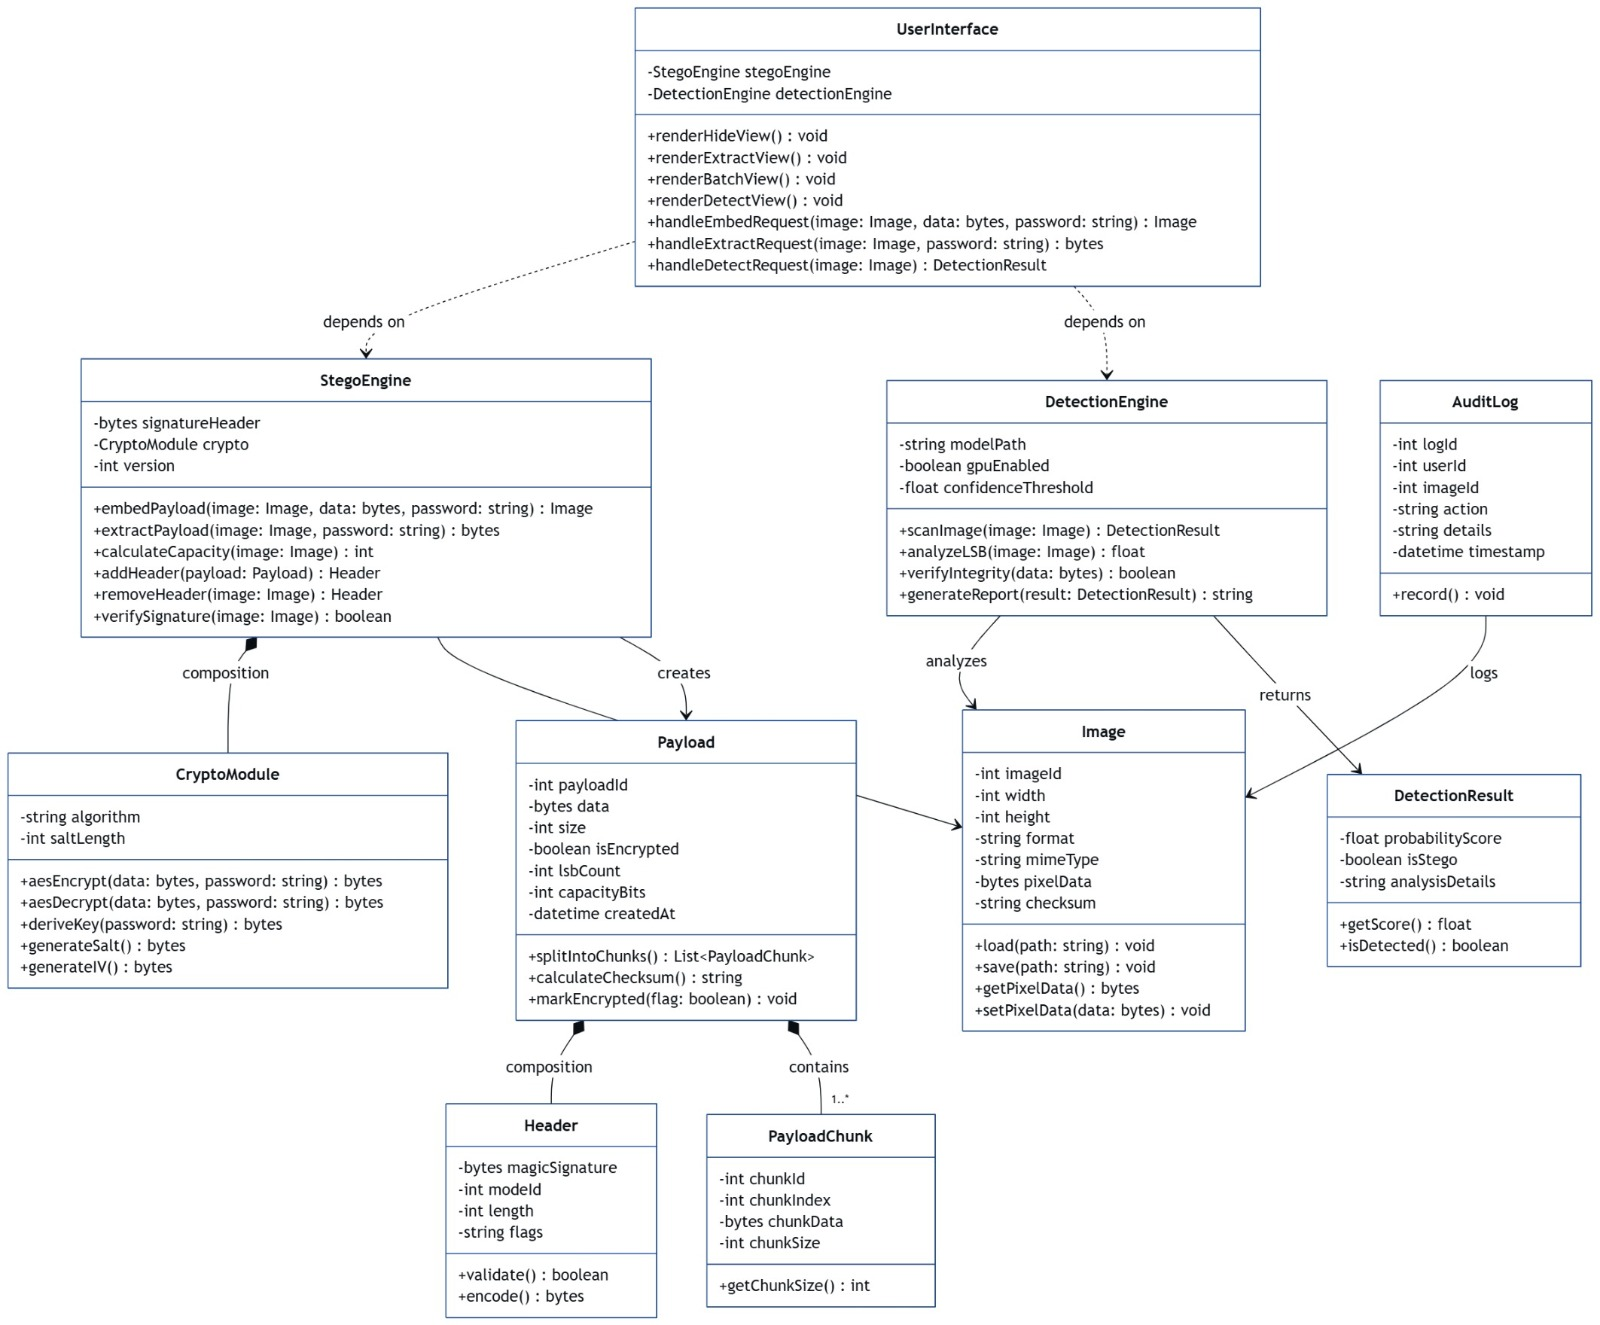 UserInterface
-StegoEngine stegoEngine
-DetectionEngine detectionEngine
+renderHideView() : void
+renderExtractView() : void
+renderBatchView() : void
+renderDetectView() : void
+handleEmbedRequest(image: Image, data: bytes, password: string) : Image
+handleExtractRequest(image: Image, password: string) : bytes
+handleDetectRequest(image: Image) : DetectionResult
depends on
depends on
StegoEngine
-bytes signatureHeader
-CryptoModule crypto
-int version
+embedPayload(image: Image, data: bytes, password: string) : Image
+extractPayload(image: Image, password: string) : bytes
+calculateCapacity(image: Image) : int
+addHeader(payload: Payload) : Header
+removeHeader(image: Image) : Header
+verifySignature(image: Image) : boolean
DetectionEngine
-string modelPath
-boolean gpuEnabled
-float confidenceThreshold
+scanImage(image: Image) : DetectionResult
+analyzeLSB(image: Image) : float
+verifyIntegrity(data: bytes) : boolean
+generateReport(result: DetectionResult) : string
AuditLog
-int logId
-int userId
-int imageId
-string action
-string details
-datetime timestamp
+record() : void
composition
creates
analyzes
returns
logs
CryptoModule
-string algorithm
-int saltLength
+aesEncrypt(data: bytes, password: string) : bytes
+aesDecrypt(data: bytes, password: string) : bytes
+deriveKey(password: string) : bytes
+generateSalt() : bytes
+generateIV() : bytes
Payload
-int payloadId
-bytes data
-int size
-boolean isEncrypted
-int lsbCount
-int capacityBits
-datetime createdAt
+splitIntoChunks() : List<PayloadChunk>
+calculateChecksum() : string
+markEncrypted(flag: boolean) : void
Image
-int imageId
-int width
-int height
-string format
-string mimeType
-bytes pixelData
-string checksum
+load(path: string) : void
+save(path: string) : void
+getPixelData() : bytes
+setPixelData(data: bytes) : void
DetectionResult
-float probabilityScore
-boolean isStego
-string analysisDetails
+getScore() : float
+isDetected() : boolean
composition
contains
1..*
Header
-bytes magicSignature
-int modeId
-int length
-string flags
+validate() : boolean
+encode() : bytes
PayloadChunk
-int chunkId
-int chunkIndex
-bytes chunkData
-int chunkSize
+getChunkSize() : int